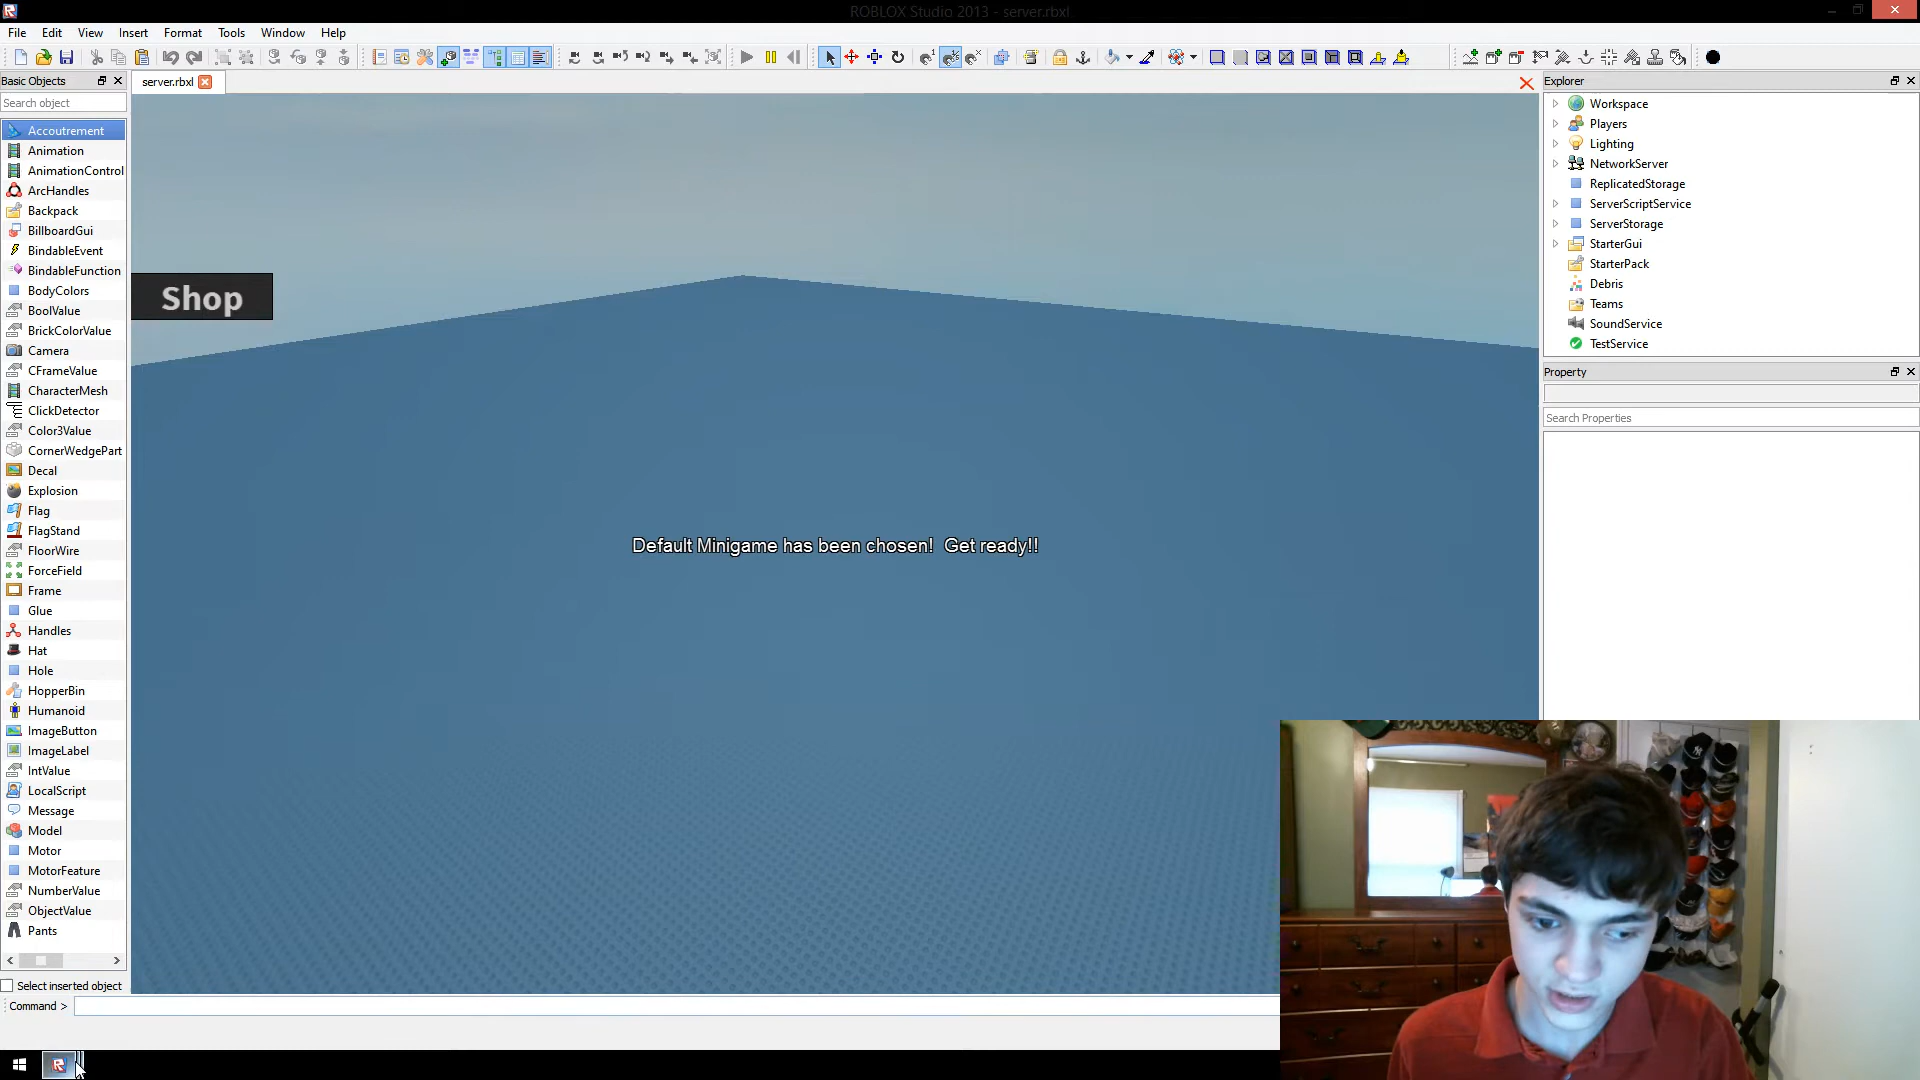 ROBLOX Studio 2013 - server.rbxl
File Edit View Insert Format Tools Window Help
Basic Objects
server.rbxl
Search object
Accoutrement
Animation
AnimationControl
ArcHandles
Backpack
BillboardGui
BindableEvent
BindableFunction
BodyColors
BoolValue
BrickColorValue
Camera
CFrameValue
CharacterMesh
ClickDetector
Color3Value
CornerWedgePart
Decal
Explosion
Flag
FlagStand
FloorWire
ForceField
Frame
Glue
Handles
Hat
Hole
HopperBin
Humanoid
ImageButton
ImageLabel
IntValue
LocalScript
Message
Model
Motor
MotorFeature
NumberValue
ObjectValue
Pants
Select inserted object
Command >
Shop
Default Minigame has been chosen! Get ready!!
Explorer
Workspace
Players
Lighting
NetworkServer
ReplicatedStorage
ServerScriptService
ServerStorage
StarterGui
StarterPack
Debris
Teams
SoundService
TestService
Property
Search Properties